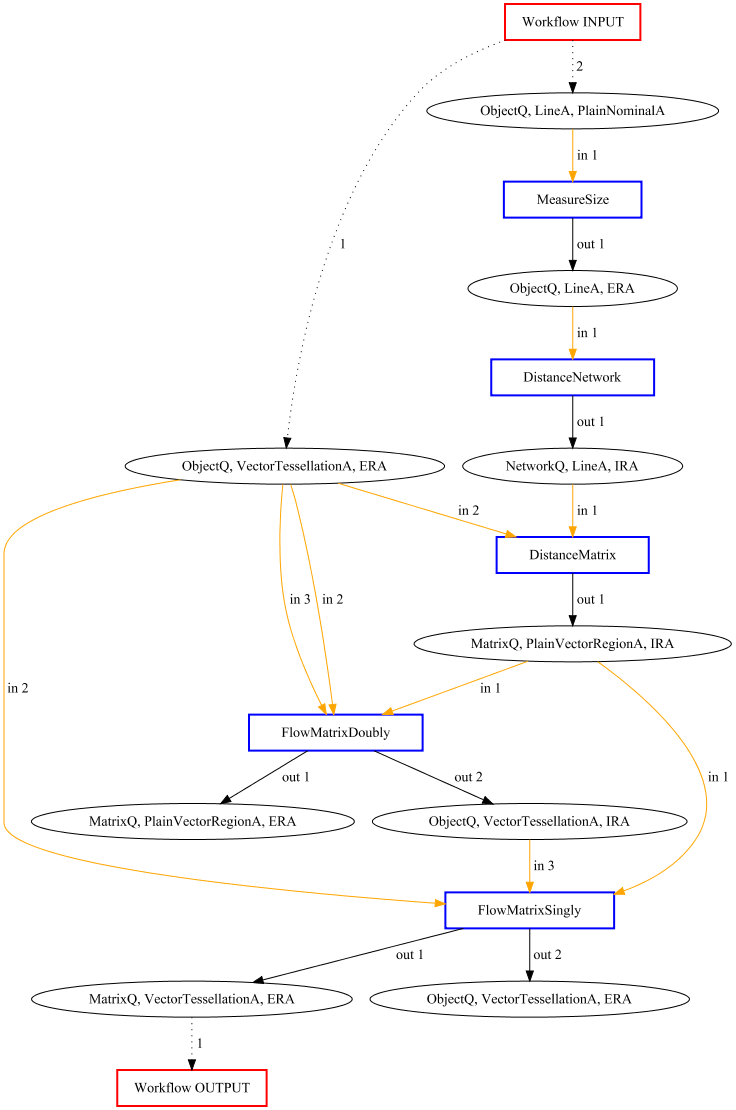 Workflow INPUT
2
ObjectQ, LineA, PlainNominalA
in 1
MeasureSize
1
out 1
ObjectQ, LineA, ERA
in 1
DistanceNetwork
out 1
ObjectQ, VectorTessellationA, ERA
NetworkQ, LineA, IRA
in 2
in 1
DistanceMatrix
in 3
in 2
out 1
MatrixQ, PlainVectorRegionA, IRA
in 2
in 1
FlowMatrixDoubly
out 1
out 2
in 1
MatrixQ, PlainVectorRegionA, ERA
ObjectQ, VectorTessellationA, IRA
in 3
FlowMatrixSingly
out 1
out 2
MatrixQ, VectorTessellationA, ERA
ObjectQ, VectorTessellationA, ERA
1
Workflow OUTPUT